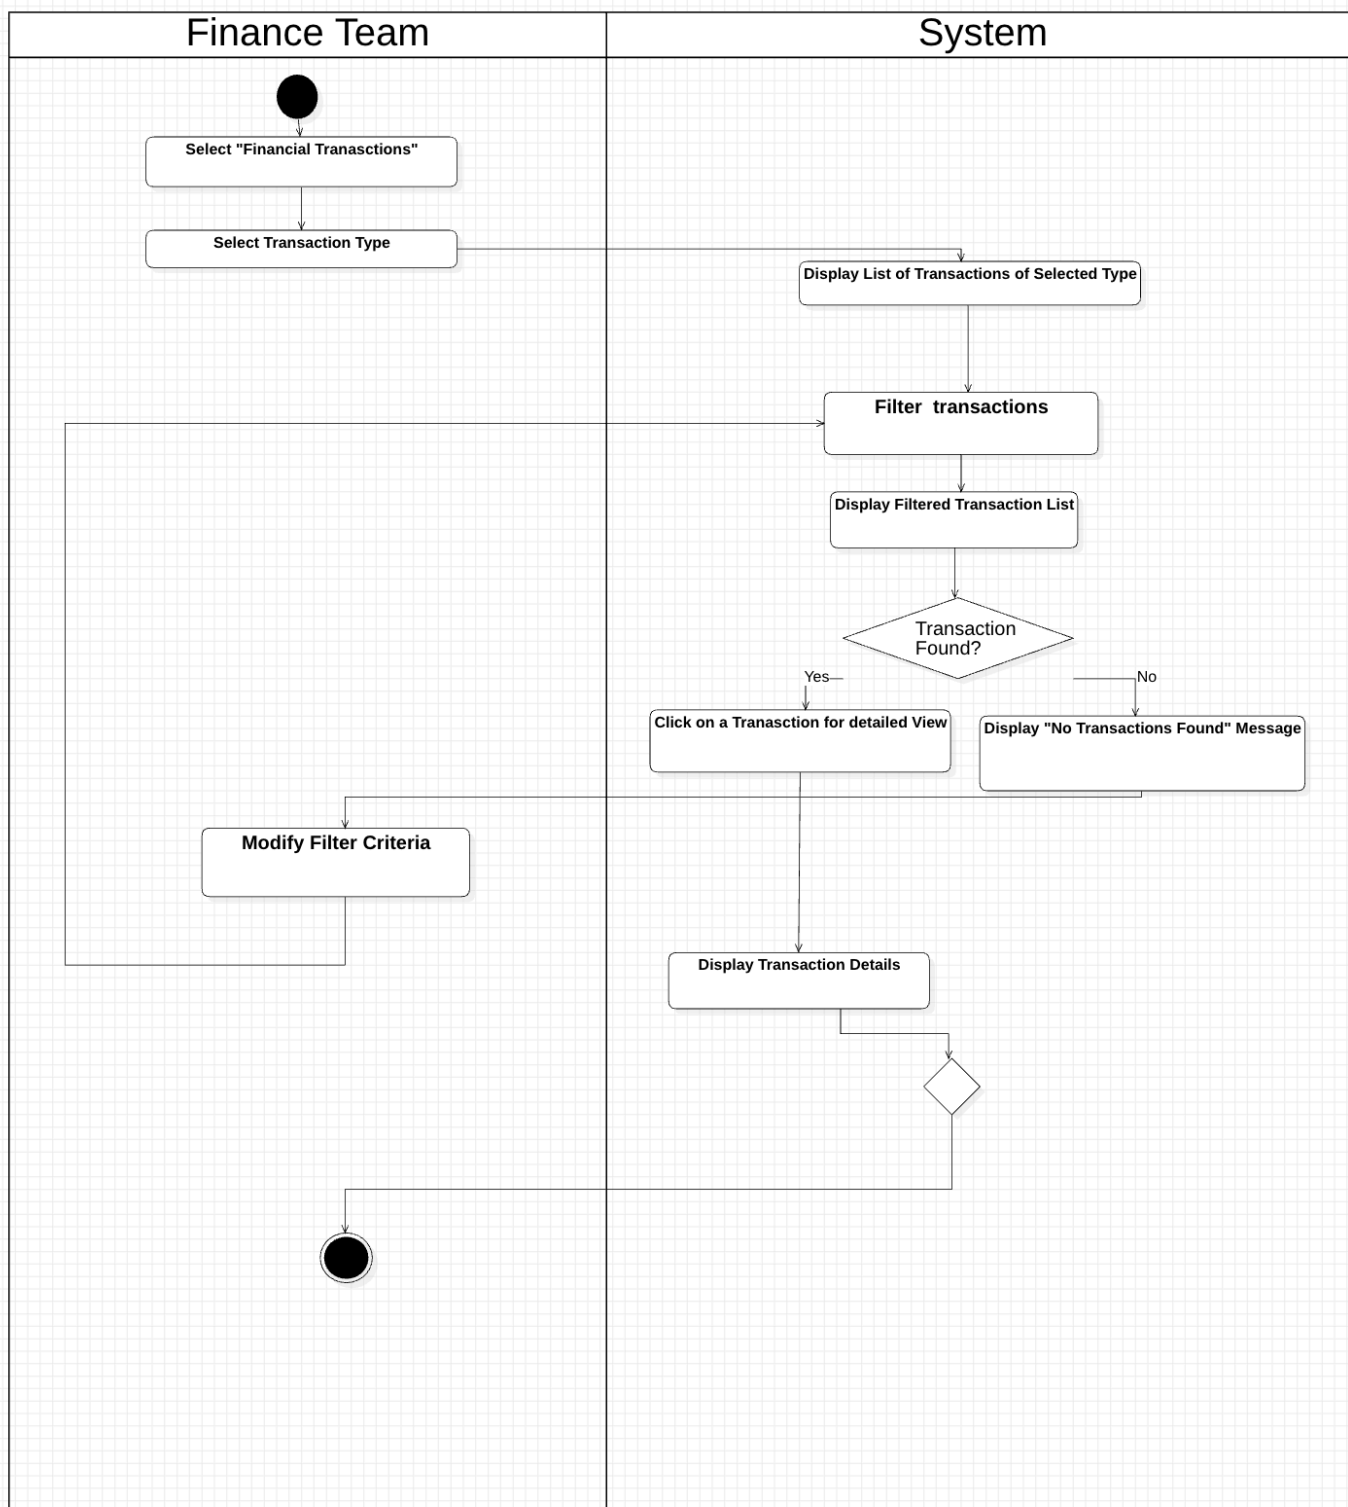 Finance Team
System
Select "Financial Tranasctions"
Select Transaction Type
Display List of Transactions of Selected Type
Filter  transactions
Display Filtered Transaction List
Transaction
Found?
Yes
No
Click on a Tranasction for detailed View
Display "No Transactions Found" Message
Modify Filter Criteria
Display Transaction Details